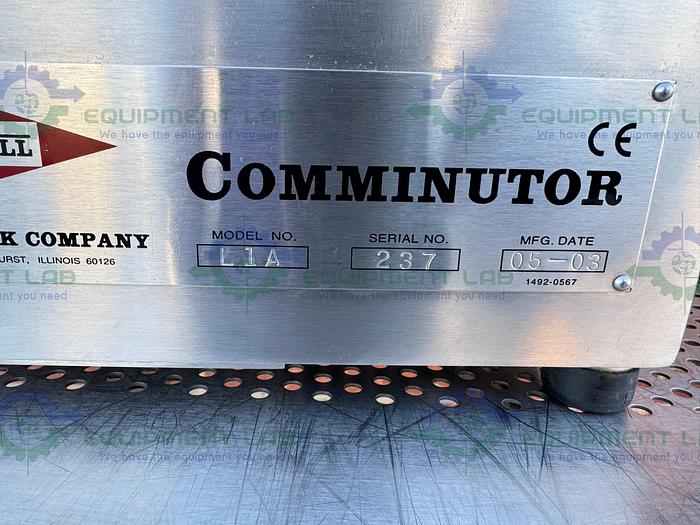 LL
COMMINUTOR
K COMPANY
URST, ILLINOIS 60126
MODEL NO.
L1A
SERIAL NO.
237
MFG. DATE
05-03
1492-0567
CE
EQUIPMENT LAB
We have the equipment you need